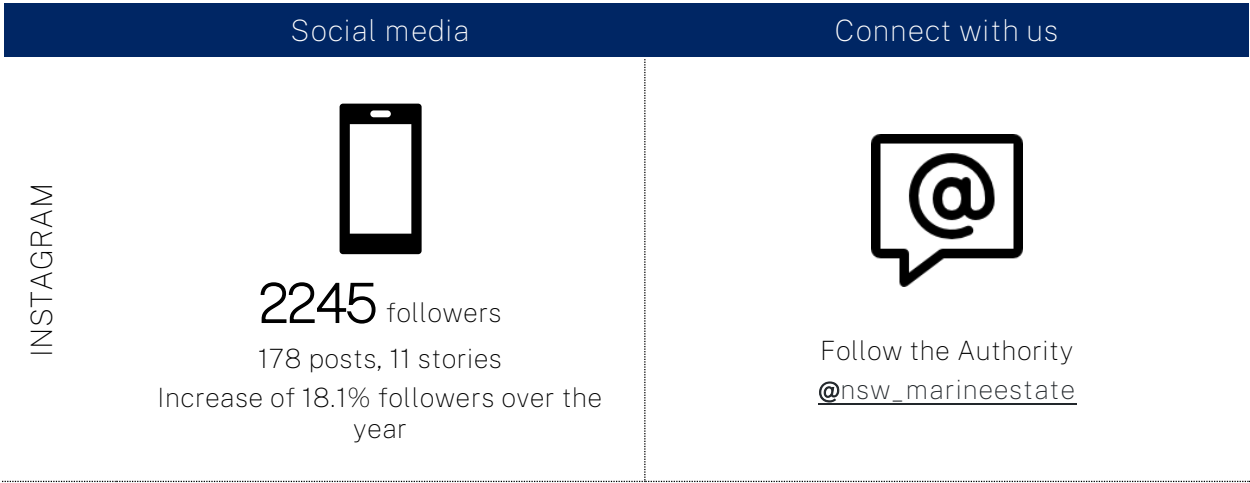 Social media
Connect with us
INSTAGRAM
2245 followers
178 posts, 11 stories
Increase of 18.1% followers over the
year
@
Follow the Authority
@nsw_marineestate